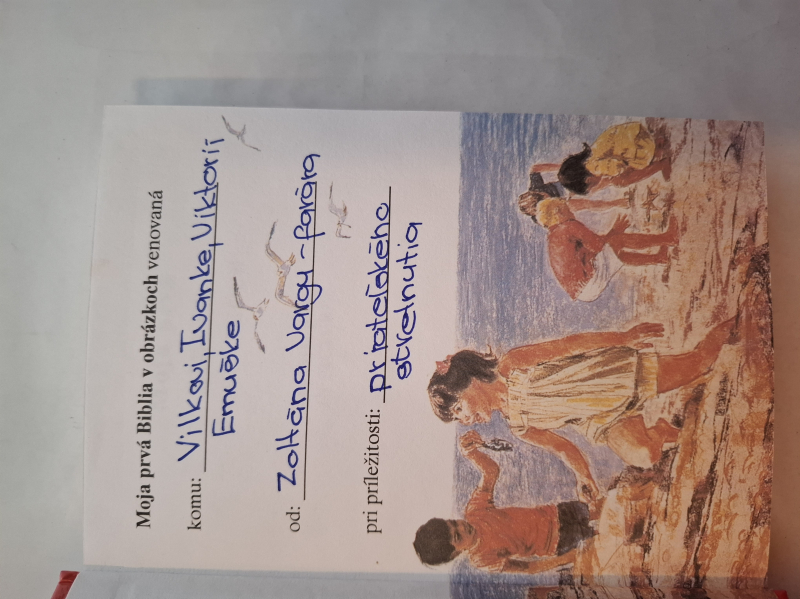 Moja prvá Biblia v obrázkoch venovaná
komu: Vilkovi, Ivanke, Viktorii
Emuške
od: Zoltána Vargu - farára
pri príležitosti: priateľského
stretnutia